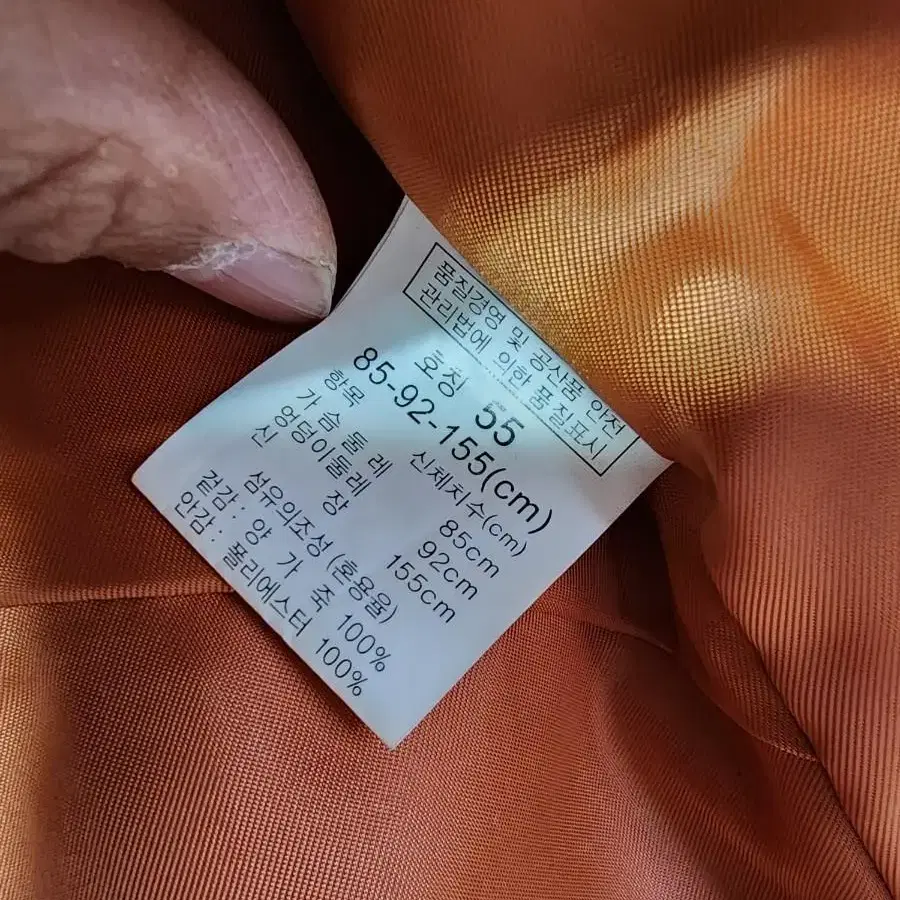 품질경영 및 공산품 안전
관리법에 의한 품질표시
호칭 55
85-92-155(cm)
항목 신체치수(cm)
가슴둘레 85cm
엉덩이둘레 92cm
신 장 155cm
섬유의조성 (혼용율)
겉감 : 양 가 죽 100%
안감 : 폴리에스터 100%